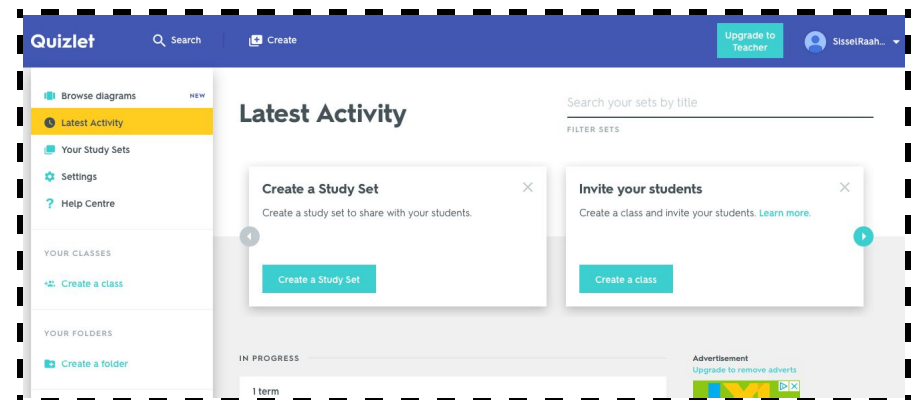 Quizlet
Search
Create
Upgrade to
Teacher
SisselRaah...
Browse diagrams NEW
Latest Activity
Your Study Sets
Settings
? Help Centre
YOUR CLASSES
Create a class
YOUR FOLDERS
Create a folder
Latest Activity
Search your sets by title
FILTER SETS
Create a Study Set
Create a study set to share with your students.
Create a Study Set
Invite your students
Create a class and invite your students. Learn more.
Create a class
IN PROGRESS
1 term
Advertisement
Upgrade to remove adverts